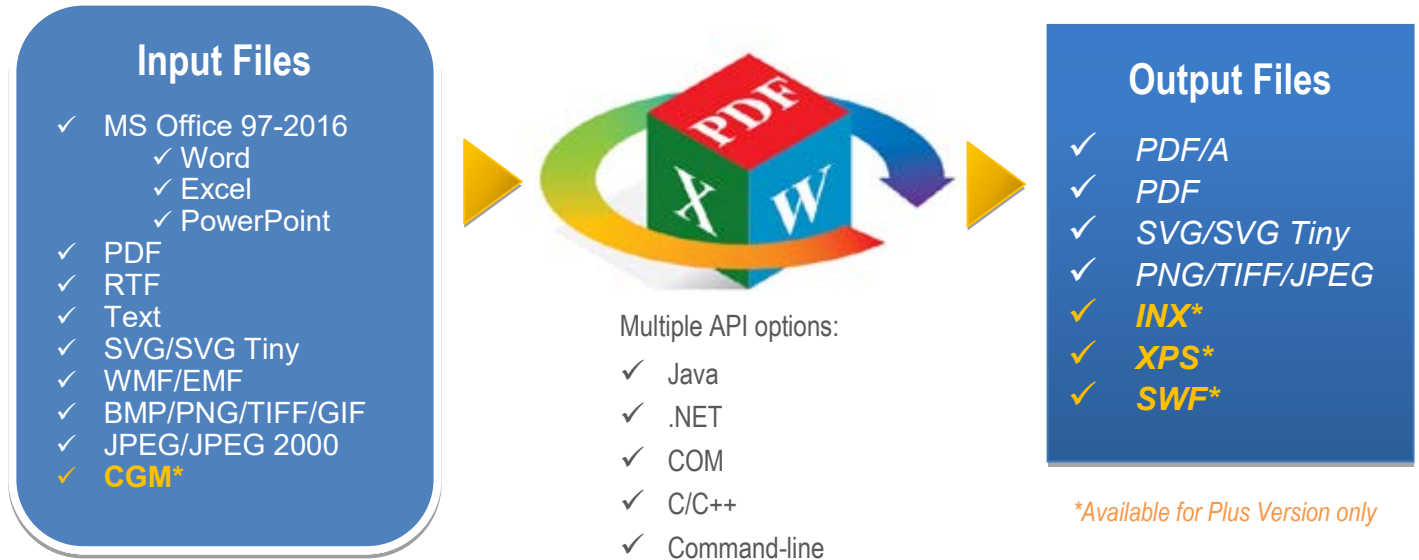 Input Files
✓ MS Office 97-2016
✓ Word
✓ Excel
✓ PowerPoint
✓ PDF
✓ RTF
✓ Text
✓ SVG/SVG Tiny
✓ WMF/EMF
✓ BMP/PNG/TIFF/GIF
✓ JPEG/JPEG 2000
✓ CGM*
PDF
X
W
Multiple API options:
✓ Java
✓ .NET
✓ COM
✓ C/C++
✓ Command-line
Output Files
✓ PDF/A
✓ PDF
✓ SVG/SVG Tiny
✓ PNG/TIFF/JPEG
✓ INX*
✓ XPS*
✓ SWF*
*Available for Plus Version only